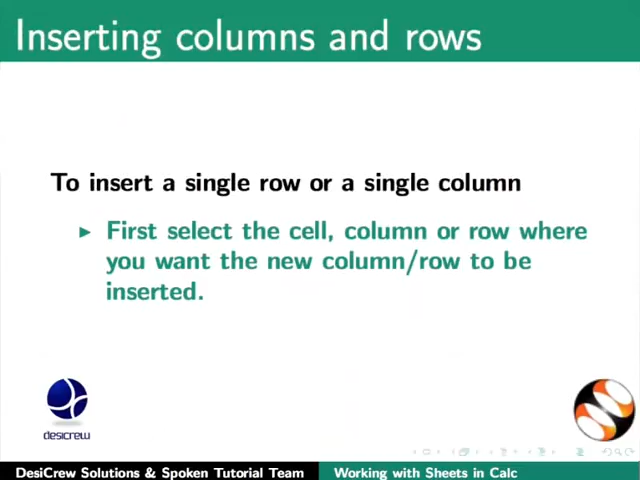 Inserting columns and rows
To insert a single row or a single column
First select the cell, column or row where
you want the new column/row to be
inserted.
desicrew
DesiCrew Solutions & Spoken Tutorial Team
Working with Sheets in Calc